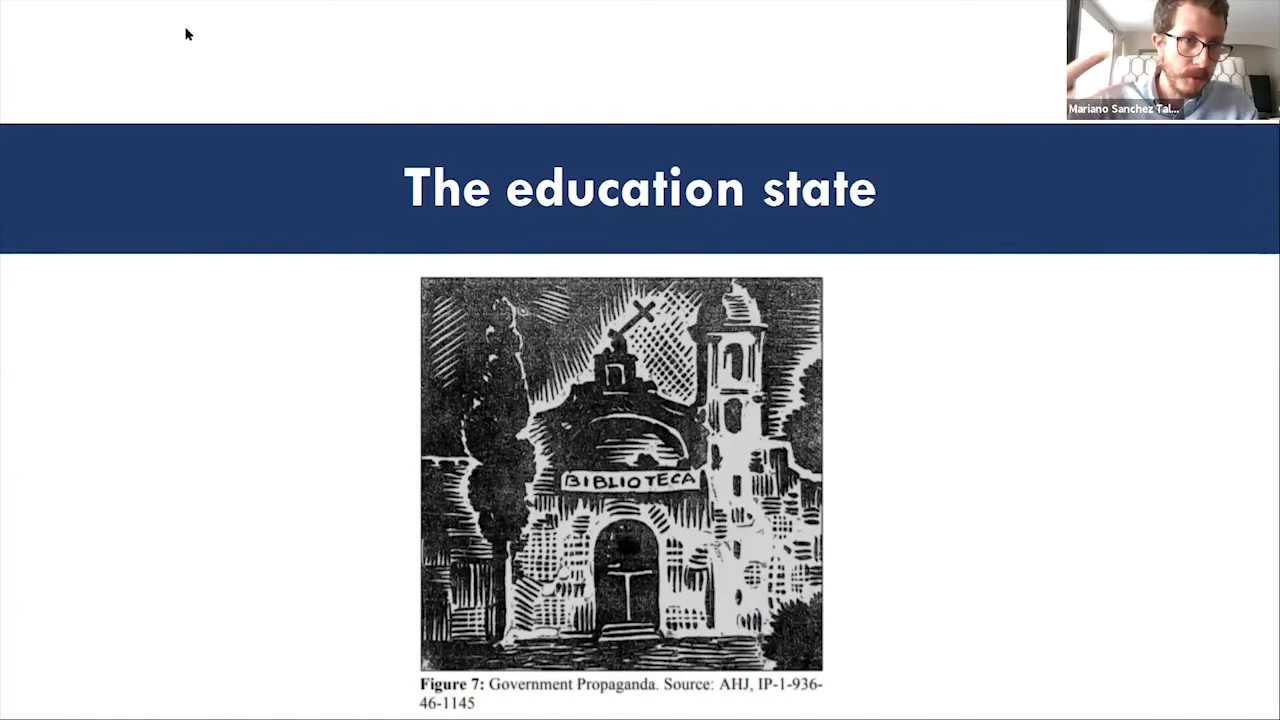 Mariano Sanchez Tal...
The education state
BIBLIOTECA
Figure 7: Government Propaganda. Source: AHJ, IP-1-936-
46-1145